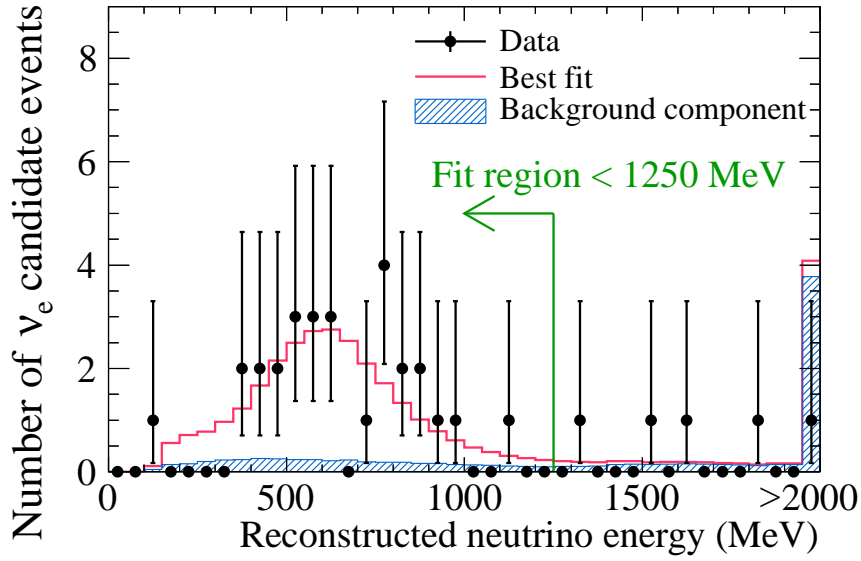 Number of νe candidate events
8
6
4
2
0
Data
Best fit
Background component
Fit region < 1250 MeV
0 500 1000 1500 >2000
Reconstructed neutrino energy (MeV)